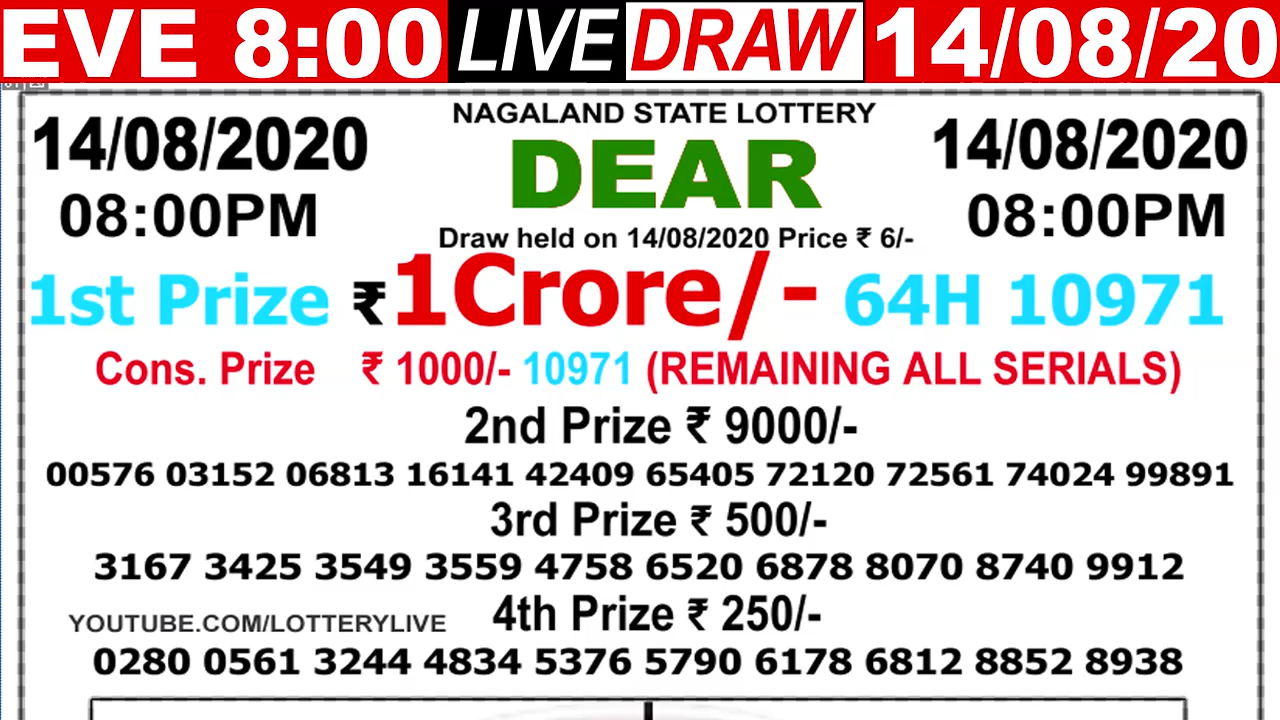 EVE 8:00 LIVE DRAW 14/08/20
NAGALAND STATE LOTTERY
14/08/2020 DEAR 14/08/2020
08:00PM 08:00PM
Draw held on 14/08/2020 Price ₹ 6/-
1st Prize ₹ 1Crore/- 64H 10971
Cons. Prize ₹ 1000/- 10971 (REMAINING ALL SERIALS)
2nd Prize ₹ 9000/-
00576 03152 06813 16141 42409 65405 72120 72561 74024 99891
3rd Prize ₹ 500/-
3167 3425 3549 3559 4758 6520 6878 8070 8740 9912
YOUTUBE.COM/LOTTERYLIVE 4th Prize ₹ 250/-
0280 0561 3244 4834 5376 5790 6178 6812 8852 8938